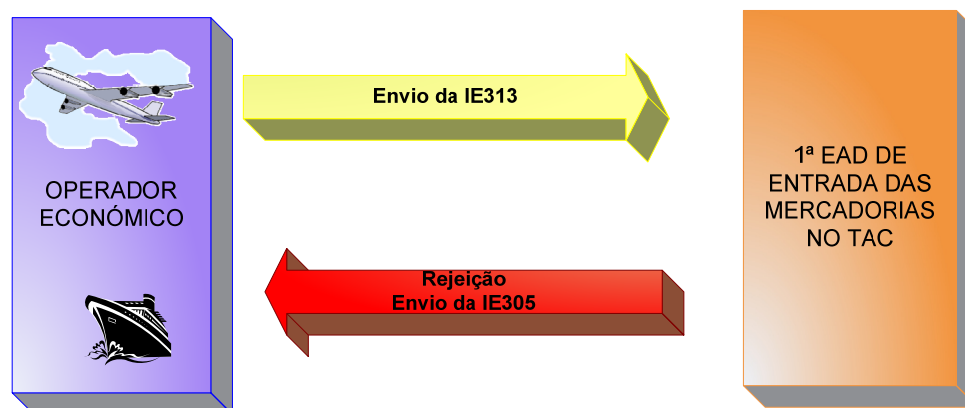 OPERADOR
ECONÓMICO
Envio da IE313
Rejeição
Envio da IE305
1ª EAD DE
ENTRADA DAS
MERCADORIAS
NO TAC